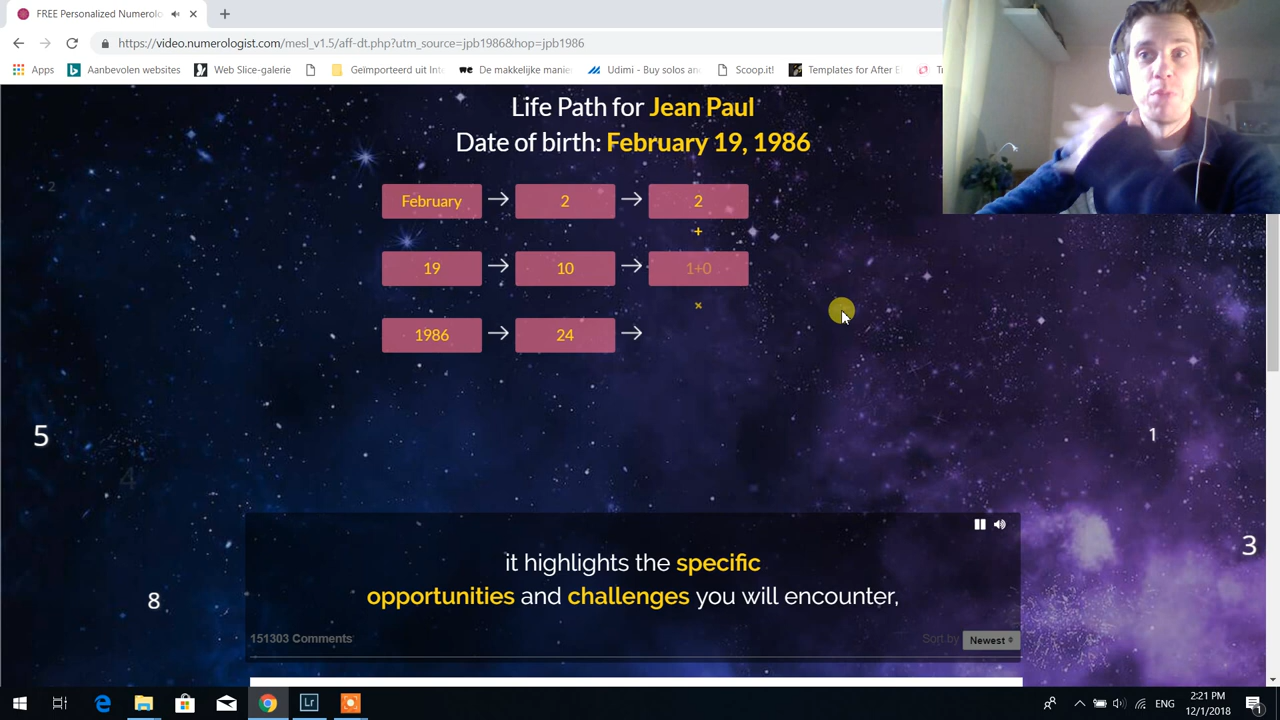 FREE Personalized Numerolo
https://video.numerologist.com/mesl_v1.5/aff-dt.php?utm_source=jpb1986&hop=jpb1986
Apps Aanbevolen websites Web Slice-galerie Geïmporteerd uit Int De makkelijke manie Udimi - Buy solos an Scoop.it! Templates for After E
Life Path for Jean Paul
Date of birth: February 19, 1986
2
February → 2 → 2
+
19 → 10 → 1+0
×
1986 → 24 →
5
1
4
3
it highlights the specific
opportunities and challenges you will encounter,
8
151303 Comments
Sort by Newest
Lr
ENG
2:21 PM
12/1/2018
1